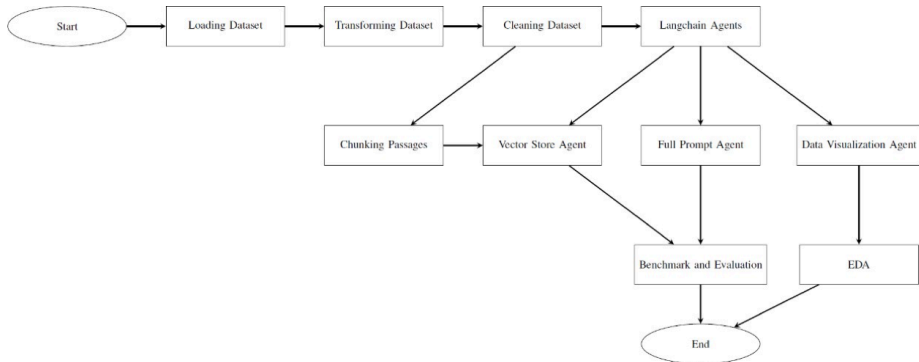 Start
Loading Dataset
Transforming Dataset
Cleaning Dataset
Langchain Agents
Chunking Passages
Vector Store Agent
Full Prompt Agent
Data Visualization Agent
Benchmark and Evaluation
EDA
End